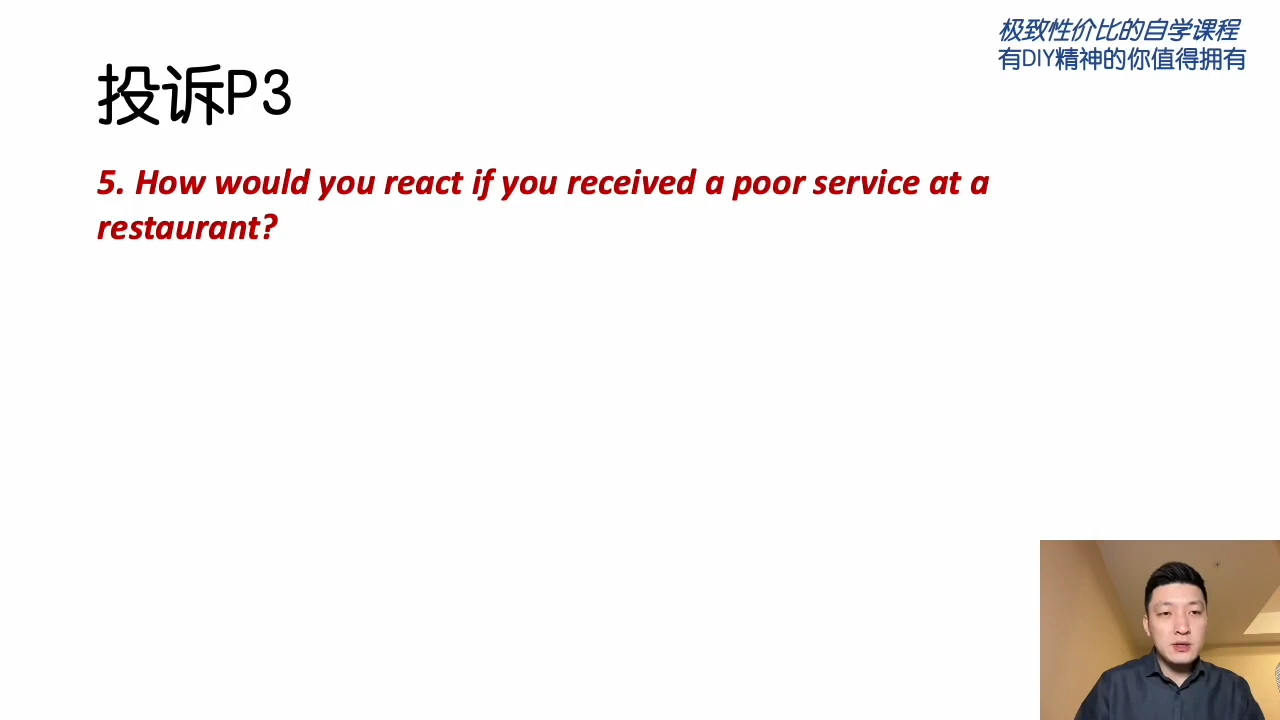 极致性价比的自学课程
有DIY精神的你值得拥有
投诉P3
5. How would you react if you received a poor service at a
restaurant?